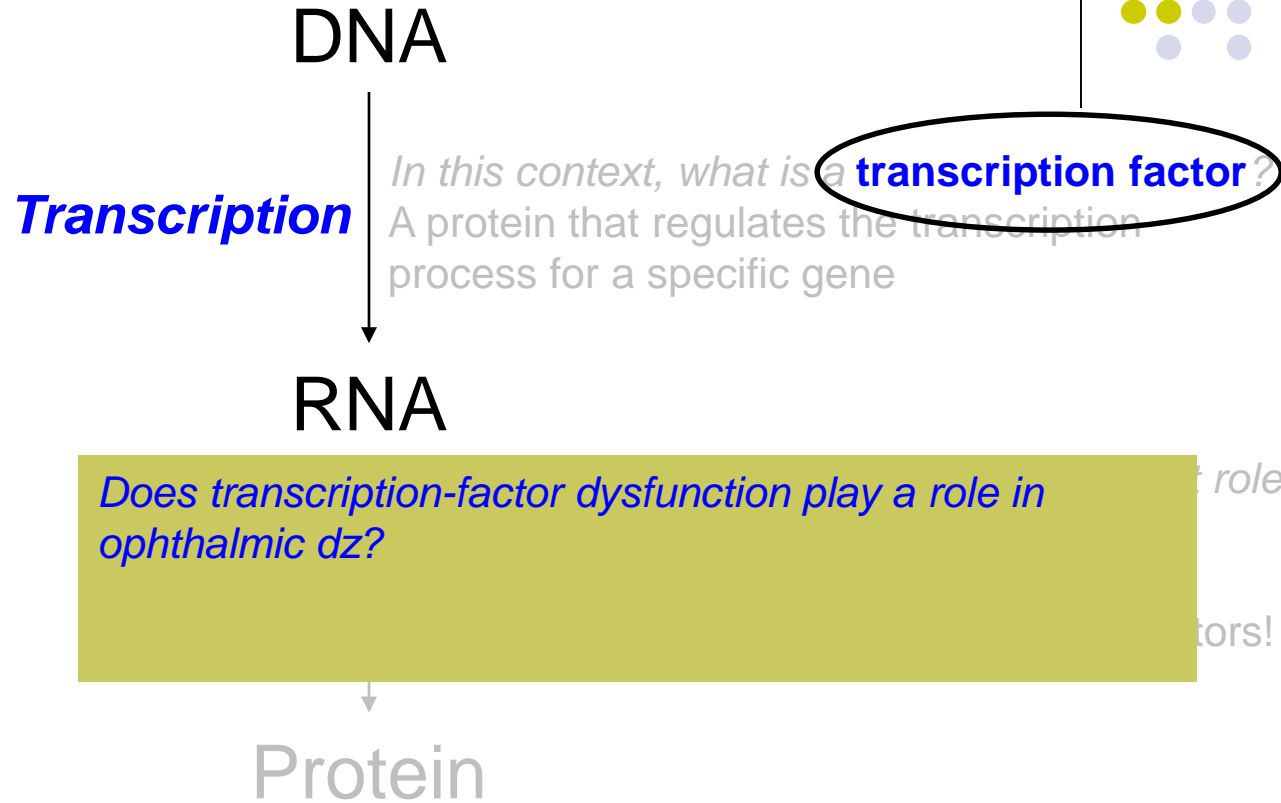 DNA
In this context, what is a transcription factor?
Transcription
A protein that regulates the transcription
process for a specific gene
RNA
Does transcription-factor dysfunction play a role in
role
ophthalmic dz?
tors!
Protein